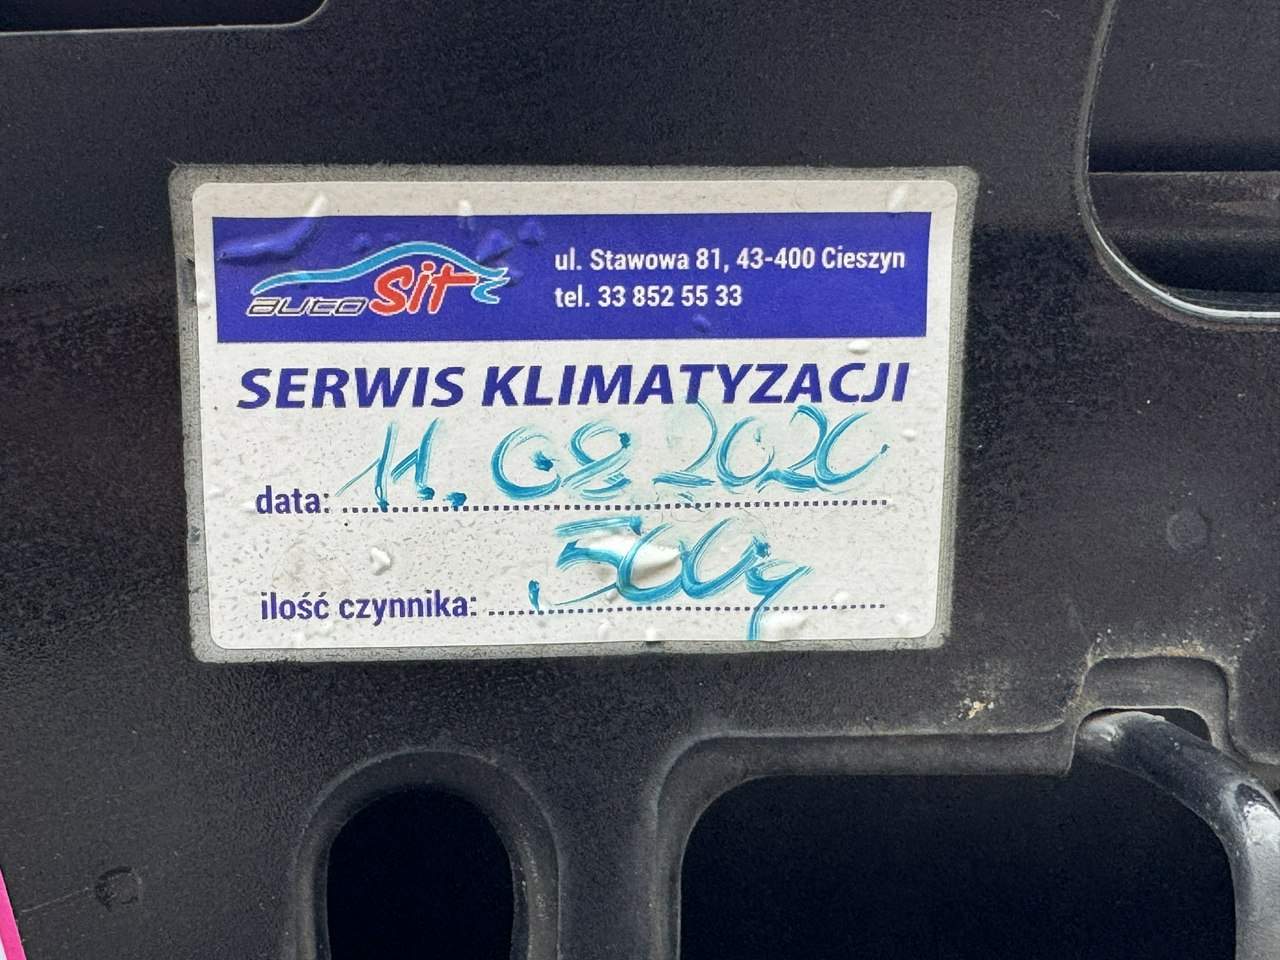 auto Sit
ul. Stawowa 81, 43-400 Cieszyn
tel. 33 852 55 33
SERWIS KLIMATYZACJI
data: 11.08.2020
ilość czynnika: 500g